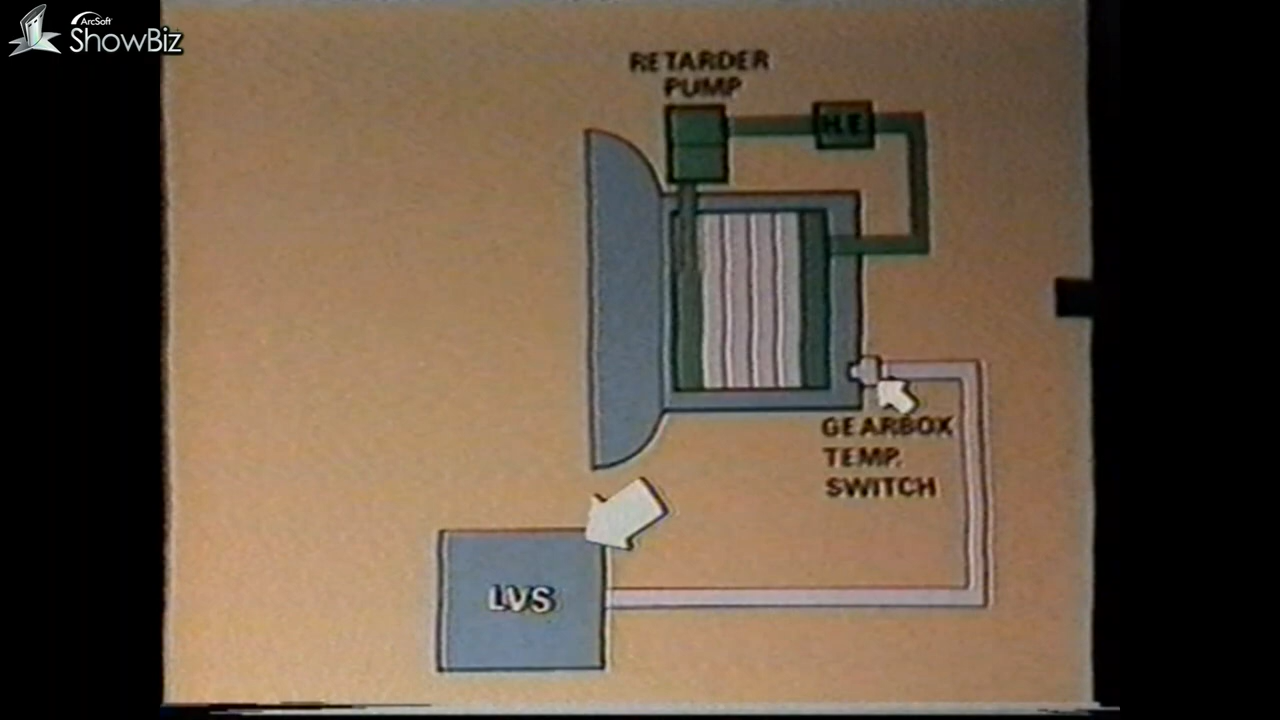 ArcSoft
ShowBiz
RETARDER
PUMP
H.E.
GEARBOX
TEMP.
SWITCH
LVS